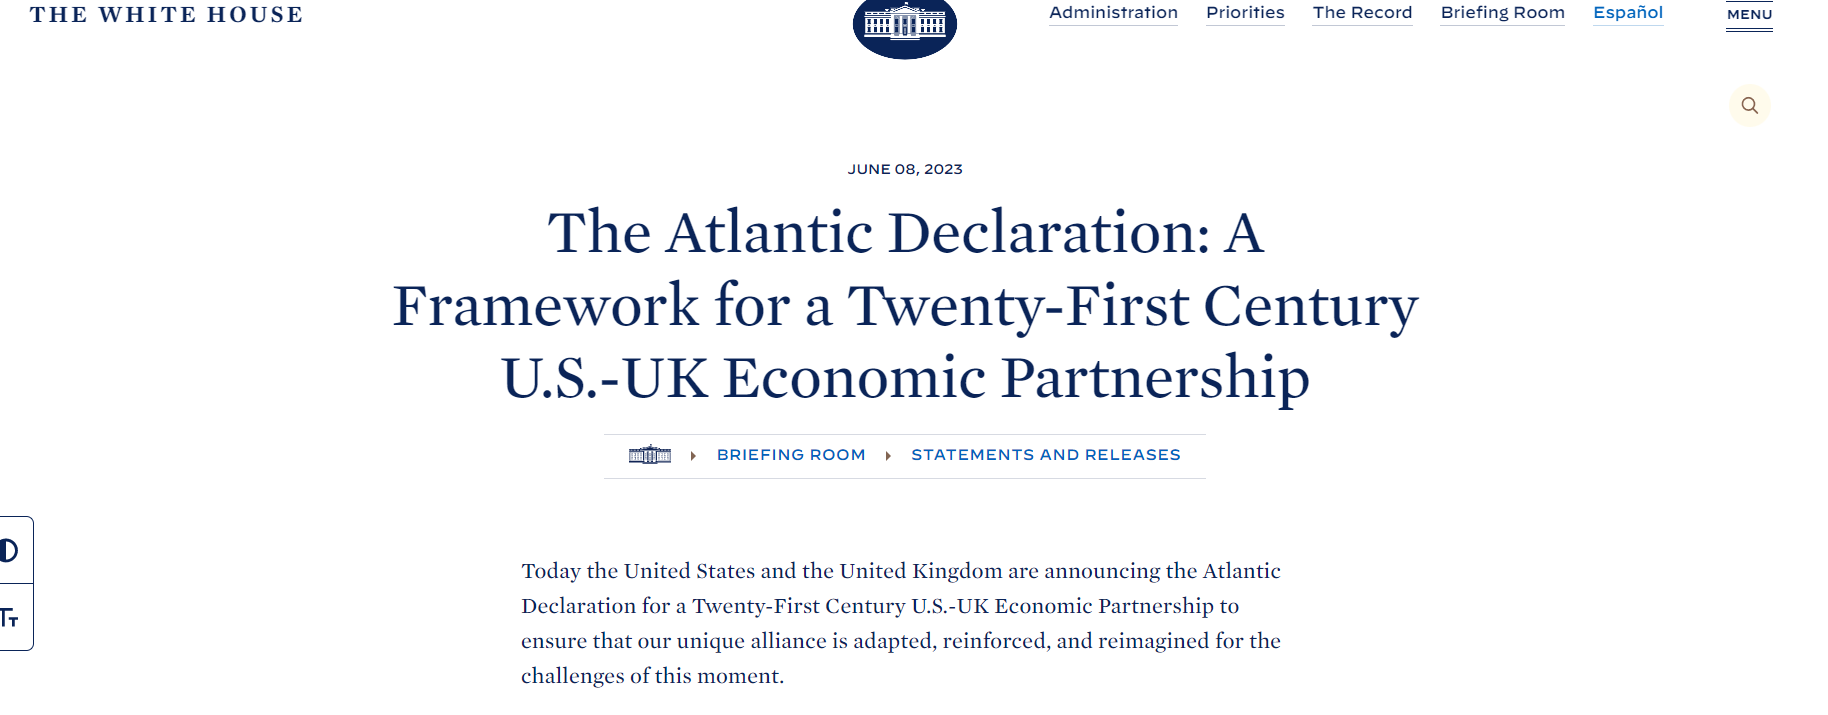 THE WHITE HOUSE
Administration Priorities The Record Briefing Room Español MENU
JUNE 08, 2023
The Atlantic Declaration: A
Framework for a Twenty-First Century
U.S.-UK Economic Partnership
BRIEFING ROOM STATEMENTS AND RELEASES
Today the United States and the United Kingdom are announcing the Atlantic
Declaration for a Twenty-First Century U.S.-UK Economic Partnership to
ensure that our unique alliance is adapted, reinforced, and reimagined for the
challenges of this moment.
TT